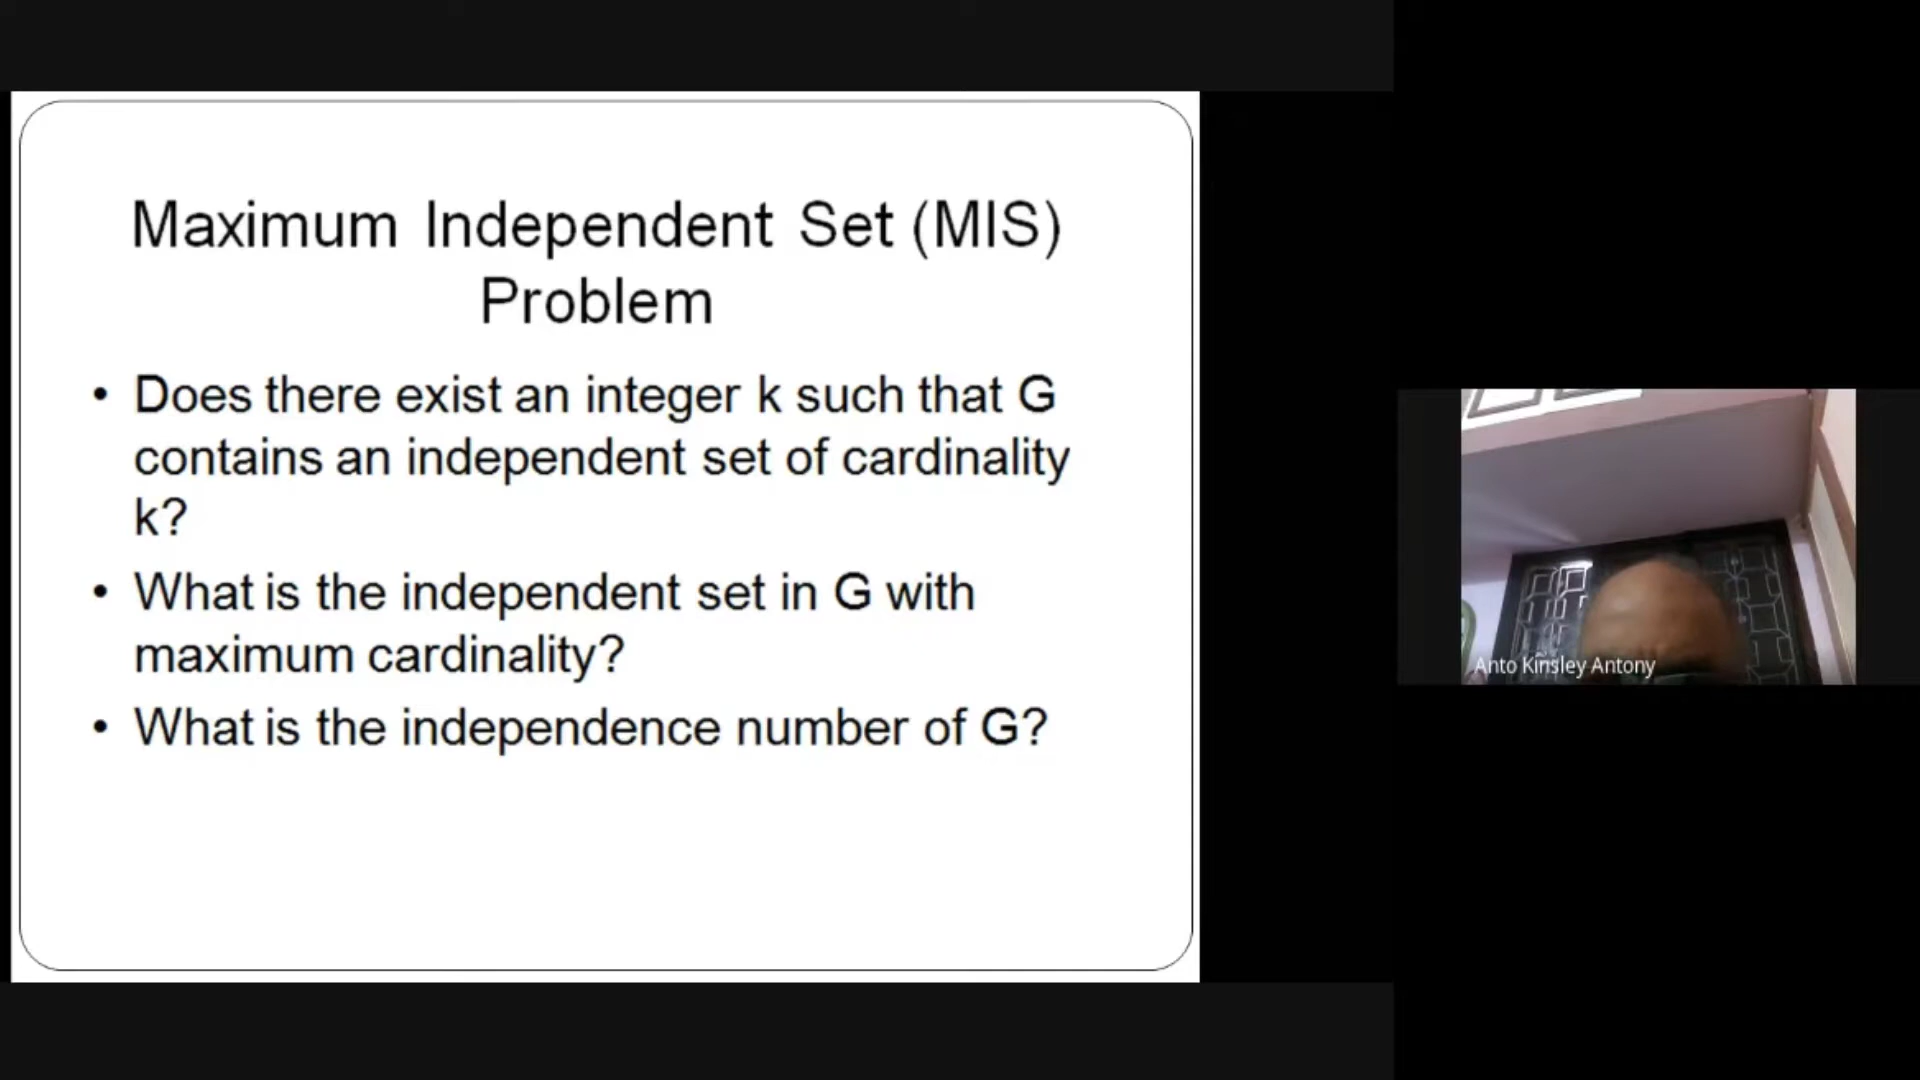 Maximum Independent Set (MIS)
Problem
• Does there exist an integer k such that G
contains an independent set of cardinality
k?
• What is the independent set in G with
maximum cardinality?
• What is the independence number of G?
Anto Kinsley Antony